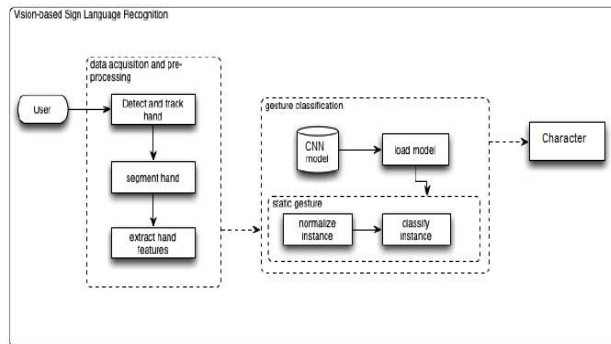 Vision-based Sign Language Recognition
data acquisition and pre-
processing
User
Detect and track
hand
segment hand
extract hand
features
gesture classification
CNN
model
load model
static gesture
normalize
instance
classify
instance
Character